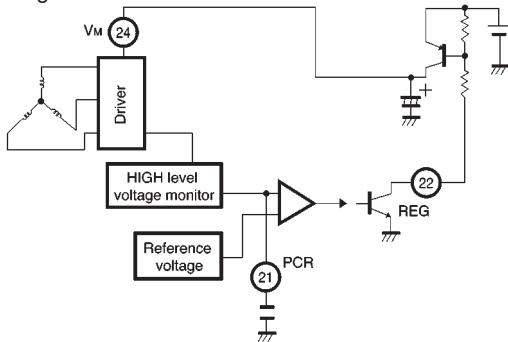 VM
24
Driver
+
HIGH level
voltage monitor
22
REG
Reference
voltage
PCR
21